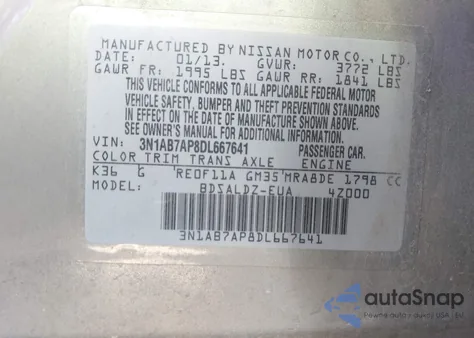 MANUFACTURED BY NISSAN MOTOR CO., LTD.
DATE: 01/13. GVWR: 3772 LBS
GAWR FR: 1995 LBS GAWR RR: 1841 LBS
THIS VEHICLE CONFORMS TO ALL APPLICABLE FEDERAL MOTOR
VEHICLE SAFETY, BUMPER AND THEFT PREVENTION STANDARDS
IN EFFECT ON THE DATE OF MANUFACTURE SHOWN ABOVE.
SEE OWNER'S MANUAL FOR ADDITIONAL INFORMATION.
VIN: 3N1AB7AP8DL667641 PASSENGER CAR.
COLOR TRIM TRANS AXLE ENGINE
K36 G RE0F11A GM35 MRA8DE 1798 CC
BDSALDZ-EUA 4Z000
3N1AB7AP8DL667641
autoSnap